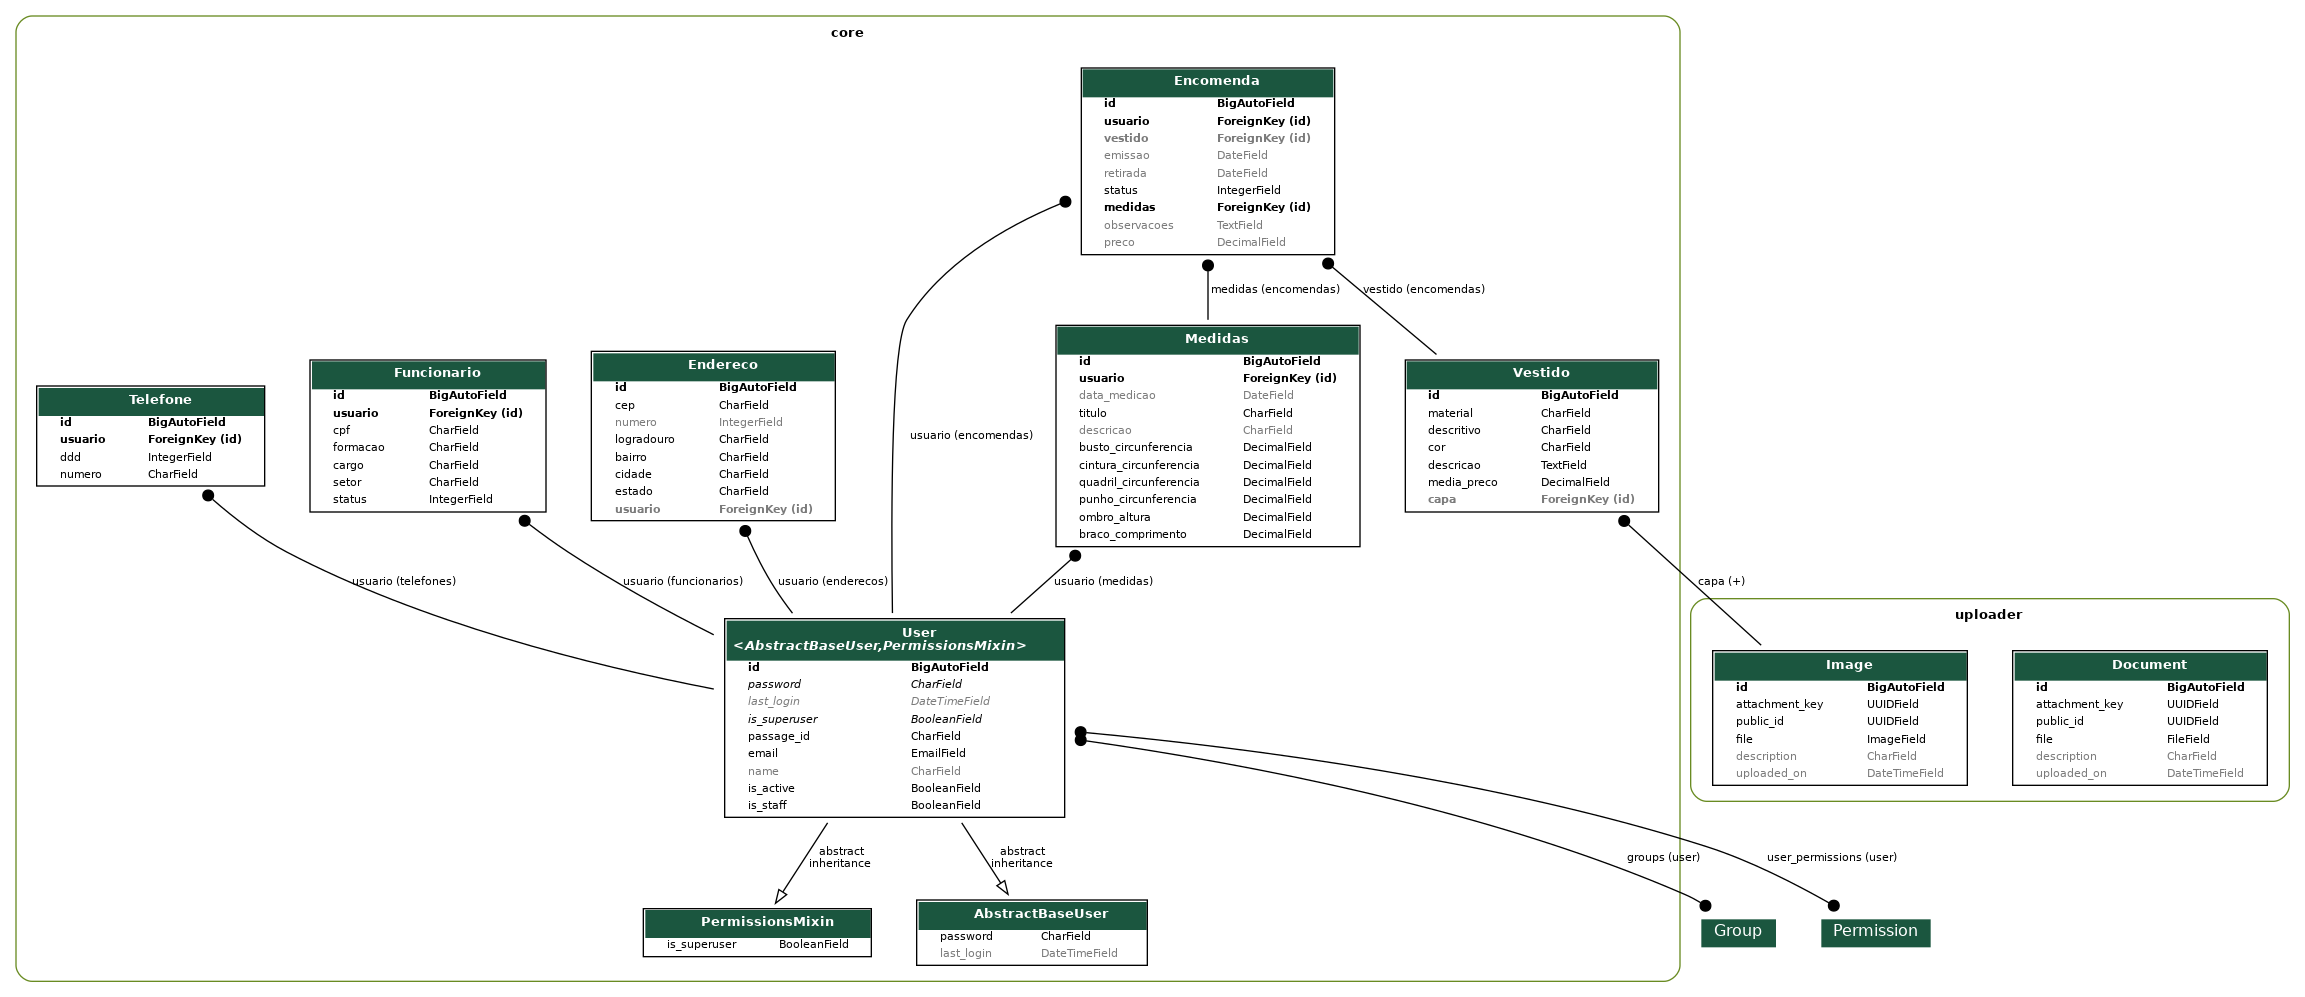 core
Encomenda
id BigAutoField
usuario ForeignKey (id)
vestido ForeignKey (id)
emissao DateField
retirada DateField
status IntegerField
medidas ForeignKey (id)
observacoes TextField
preco DecimalField
medidas (encomendas)
vestido (encomendas)
usuario (encomendas)
Telefone
id BigAutoField
usuario ForeignKey (id)
ddd IntegerField
numero CharField
Funcionario
id BigAutoField
usuario ForeignKey (id)
cpf CharField
formacao CharField
cargo CharField
setor CharField
status IntegerField
Endereco
id BigAutoField
cep CharField
numero IntegerField
logradouro CharField
bairro CharField
cidade CharField
estado CharField
usuario ForeignKey (id)
Medidas
id BigAutoField
usuario ForeignKey (id)
data_medicao DateField
titulo CharField
descricao CharField
busto_circunferencia DecimalField
cintura_circunferencia DecimalField
quadril_circunferencia DecimalField
punho_circunferencia DecimalField
ombro_altura DecimalField
braco_comprimento DecimalField
Vestido
id BigAutoField
material CharField
descritivo CharField
cor CharField
descricao TextField
media_preco DecimalField
capa ForeignKey (id)
usuario (telefones)
usuario (funcionarios)
usuario (enderecos)
usuario (medidas)
capa (+)
User
<AbstractBaseUser,PermissionsMixin>
id BigAutoField
password CharField
last_login DateTimeField
is_superuser BooleanField
passage_id CharField
email EmailField
name CharField
is_active BooleanField
is_staff BooleanField
uploader
Image
id BigAutoField
attachment_key UUIDField
public_id UUIDField
file ImageField
description CharField
uploaded_on DateTimeField
Document
id BigAutoField
attachment_key UUIDField
public_id UUIDField
file FileField
description CharField
uploaded_on DateTimeField
abstract
inheritance
abstract
inheritance
groups (user)
user_permissions (user)
PermissionsMixin
is_superuser BooleanField
AbstractBaseUser
password CharField
last_login DateTimeField
Group
Permission